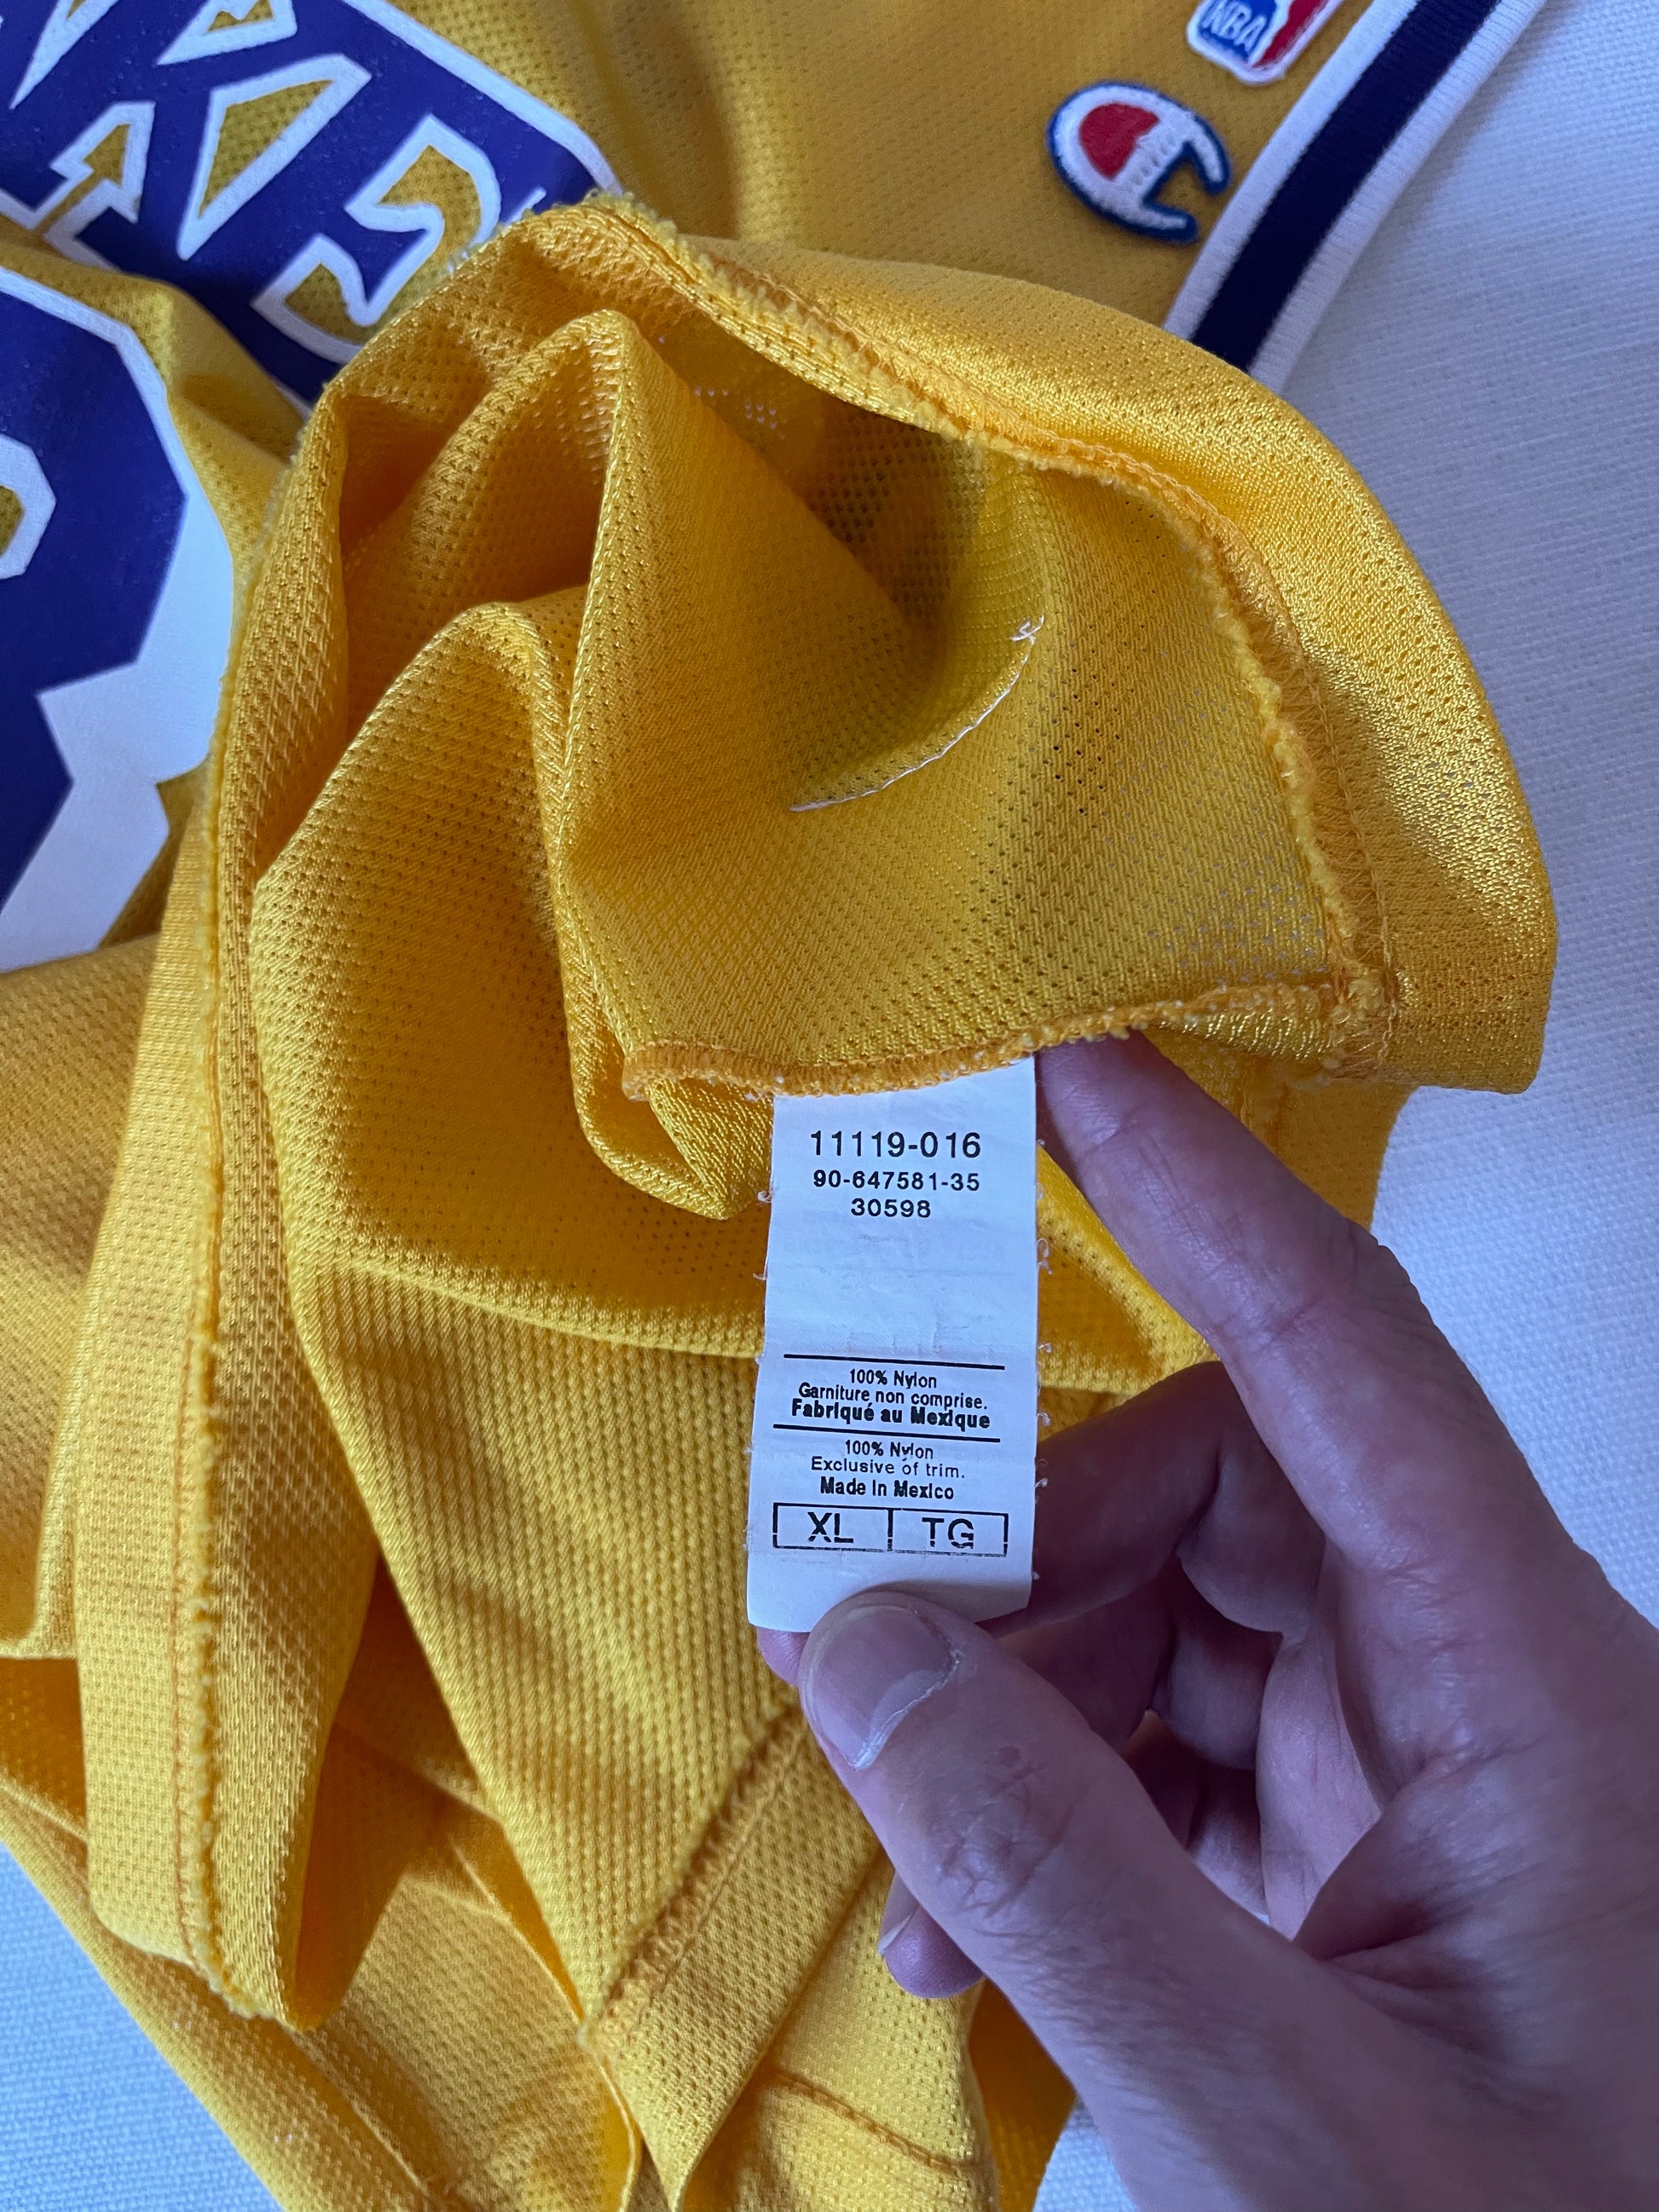 NBA
KE
11119-016
90-647581-35
30598
100% Nylon
Garniture non comprise.
Fabriqué au Mexique
100% Nylon
Exclusive of trim.
Made In Mexico
XL TG